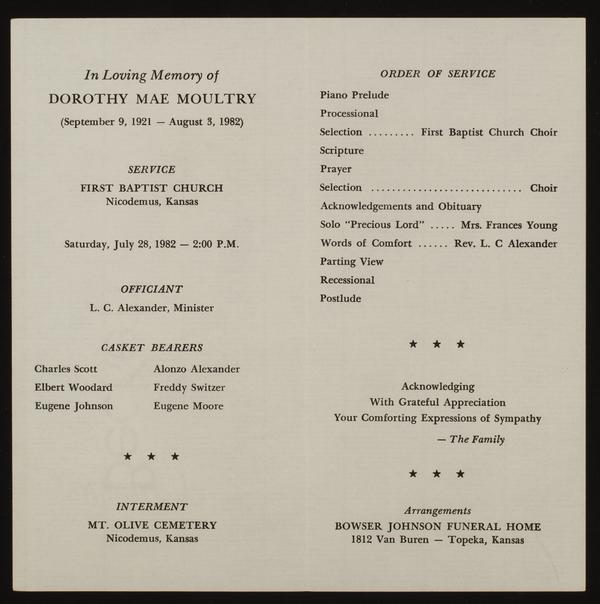 In Loving Memory of
DOROTHY MAE MOULTRY
(September 9, 1921 — August 3, 1982)
SERVICE
FIRST BAPTIST CHURCH
Nicodemus, Kansas
Saturday, July 28, 1982 — 2:00 P.M.
OFFICIANT
L. C. Alexander, Minister
CASKET BEARERS
Charles Scott Alonzo Alexander
Elbert Woodard Freddy Switzer
Eugene Johnson Eugene Moore
★ ★ ★
INTERMENT
MT. OLIVE CEMETERY
Nicodemus, Kansas
ORDER OF SERVICE
Piano Prelude
Processional
Selection ......... First Baptist Church Choir
Scripture
Prayer
Selection ............................. Choir
Acknowledgements and Obituary
Solo "Precious Lord" ..... Mrs. Frances Young
Words of Comfort ...... Rev. L. C Alexander
Parting View
Recessional
Postlude
★ ★ ★
Acknowledging
With Grateful Appreciation
Your Comforting Expressions of Sympathy
— The Family
★ ★ ★
Arrangements
BOWSER JOHNSON FUNERAL HOME
1812 Van Buren — Topeka, Kansas